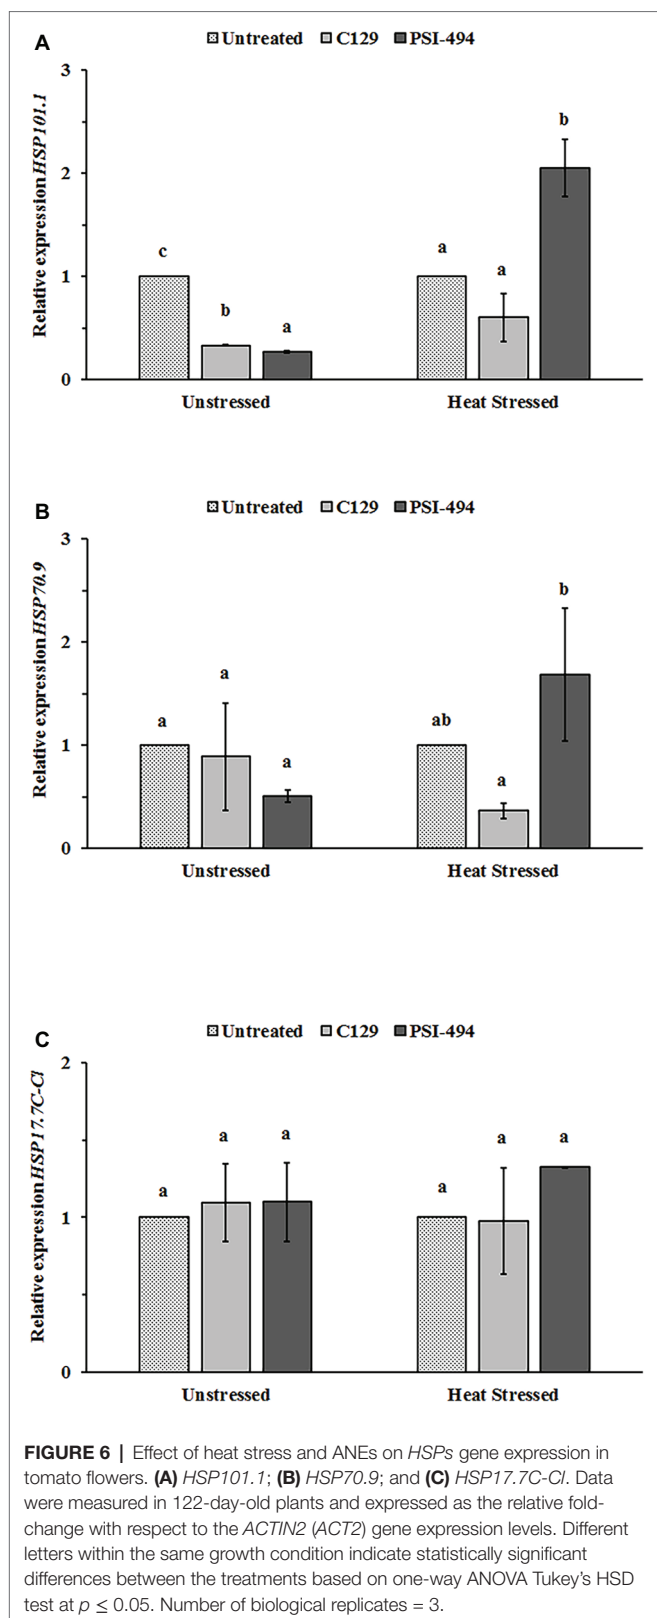 A
Untreated C129 PSI-494
3
2
1
0
Relative expression HSP101.1
c
b
a
a
a
b
Unstressed Heat Stressed
B
Untreated C129 PSI-494
3
2
1
0
Relative expression HSP70.9
a
a
a
ab
a
b
Unstressed Heat Stressed
C
Untreated C129 PSI-494
2
1
0
Relative expression HSP17.7C-Cl
a
a
a
a
a
a
Unstressed Heat Stressed
FIGURE 6 | Effect of heat stress and ANEs on HSPs gene expression in
tomato flowers. (A) HSP101.1; (B) HSP70.9; and (C) HSP17.7C-Cl. Data
were measured in 122-day-old plants and expressed as the relative fold-
change with respect to the ACTIN2 (ACT2) gene expression levels. Different
letters within the same growth condition indicate statistically significant
differences between the treatments based on one-way ANOVA Tukey's HSD
test at p ≤ 0.05. Number of biological replicates = 3.